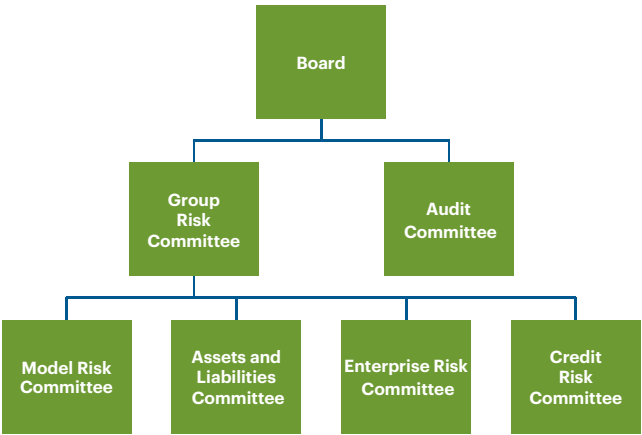 Board
Group
Risk
Committee
Audit
Committee
Model Risk
Committee
Assets and
Liabilities
Committee
Enterprise Risk
Committee
Credit
Risk
Committee